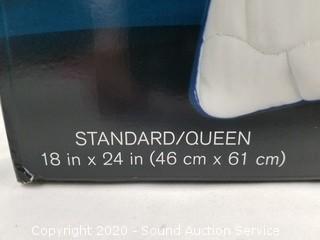 STANDARD/QUEEN
18 in x 24 in (46 cm x 61 cm)
Copyright 2020 - Sound Auction Service